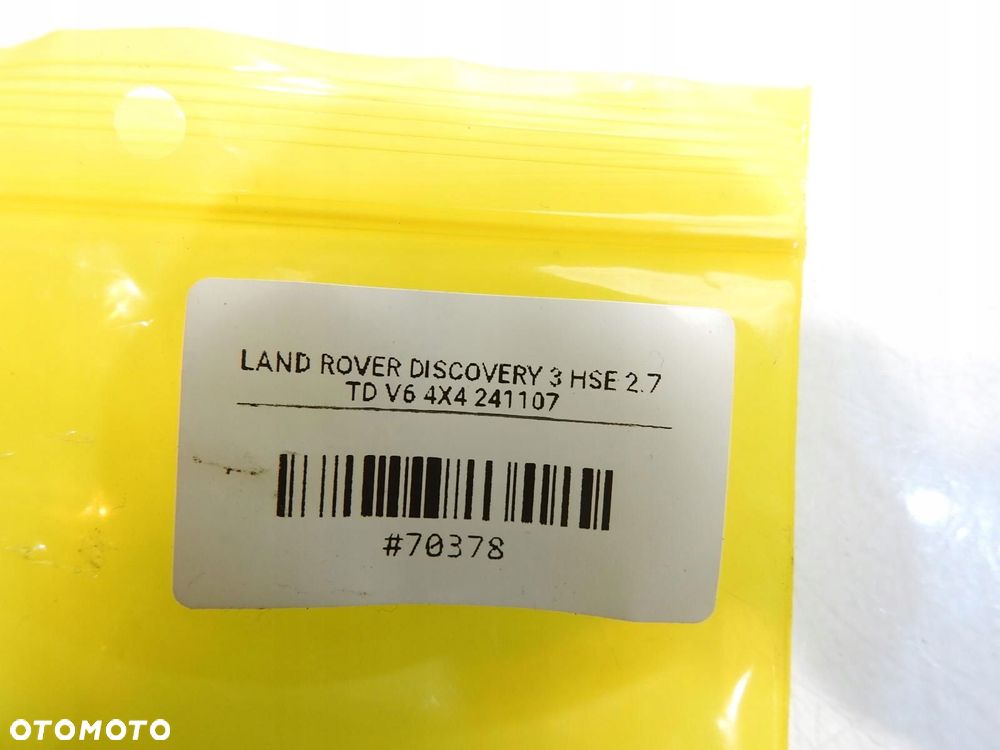 LAND ROVER DISCOVERY 3 HSE 2.7
TD V6 4X4 241107
#70378
OTOMOTO